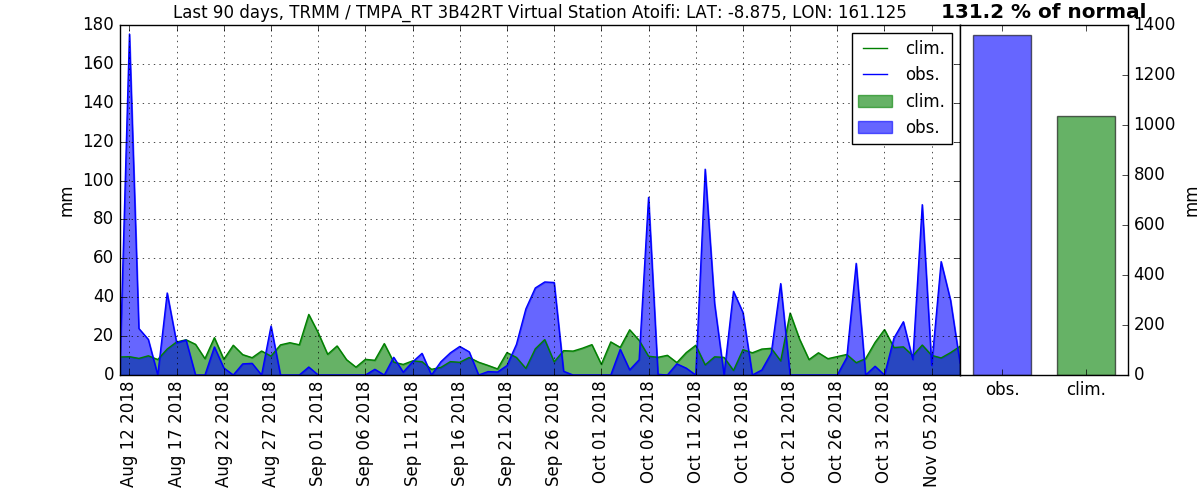 Last 90 days, TRMM / TMPA_RT 3B42RT Virtual Station Atoifi: LAT: -8.875, LON: 161.125
131.2 % of normal
180
160
140
120
100
80
60
40
20
0
mm
clim.
obs.
clim.
obs.
1400
1200
1000
800
600
400
200
0
mm
obs.
clim.
Aug 12 2018
Aug 17 2018
Aug 22 2018
Aug 27 2018
Sep 01 2018
Sep 06 2018
Sep 11 2018
Sep 16 2018
Sep 21 2018
Sep 26 2018
Oct 01 2018
Oct 06 2018
Oct 11 2018
Oct 16 2018
Oct 21 2018
Oct 26 2018
Oct 31 2018
Nov 05 2018